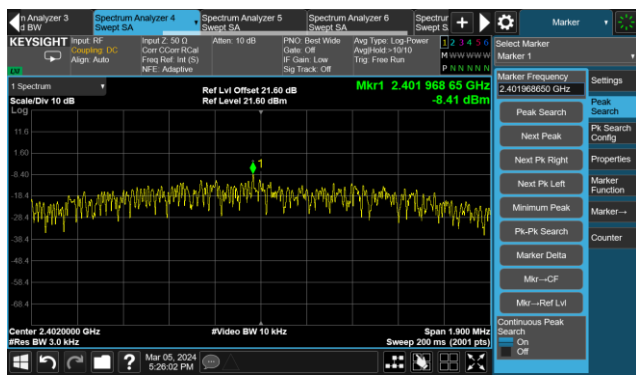 n Analyzer 3
d BW
Spectrum Analyzer 4
Swept SA
Spectrum Analyzer 5
Swept SA
Spectrum Analyzer 6
Swept SA
Spectrur
Swept S
Marker
KEYSIGHT
Input: RF
Coupling: DC
Align: Auto
Input Z: 50 Ω
Corr CCorr RCal
Freq Ref: Int (S)
NFE: Adaptive
Atten: 10 dB
PNO: Best Wide
Gate: Off
IF Gain: Low
Sig Track: Off
Avg Type: Log-Power
Avg|Hold:>10/10
Trig: Free Run
1 2 3 4 5 6
M W W W W W
P N N N N N
Select Marker
Marker 1
1 Spectrum
Scale/Div 10 dB
Log
Ref Lvl Offset 21.60 dB
Ref Level 21.60 dBm
Mkr1 2.401 968 65 GHz
-8.41 dBm
11.6
1.60
-8.40
-18.4
-28.4
-38.4
-48.4
-58.4
-68.4
1
Center 2.4020000 GHz
#Res BW 3.0 kHz
#Video BW 10 kHz
Span 1.900 MHz
Sweep 200 ms (2001 pts)
Marker Frequency
2.401968650 GHz
Peak Search
Next Peak
Next Pk Right
Next Pk Left
Minimum Peak
Pk-Pk Search
Marker Delta
Mkr→CF
Mkr→Ref Lvl
Continuous Peak
Search
On
Off
Settings
Peak
Search
Pk Search
Config
Properties
Marker
Function
Marker→
Counter
?
Mar 05, 2024
5:26:02 PM